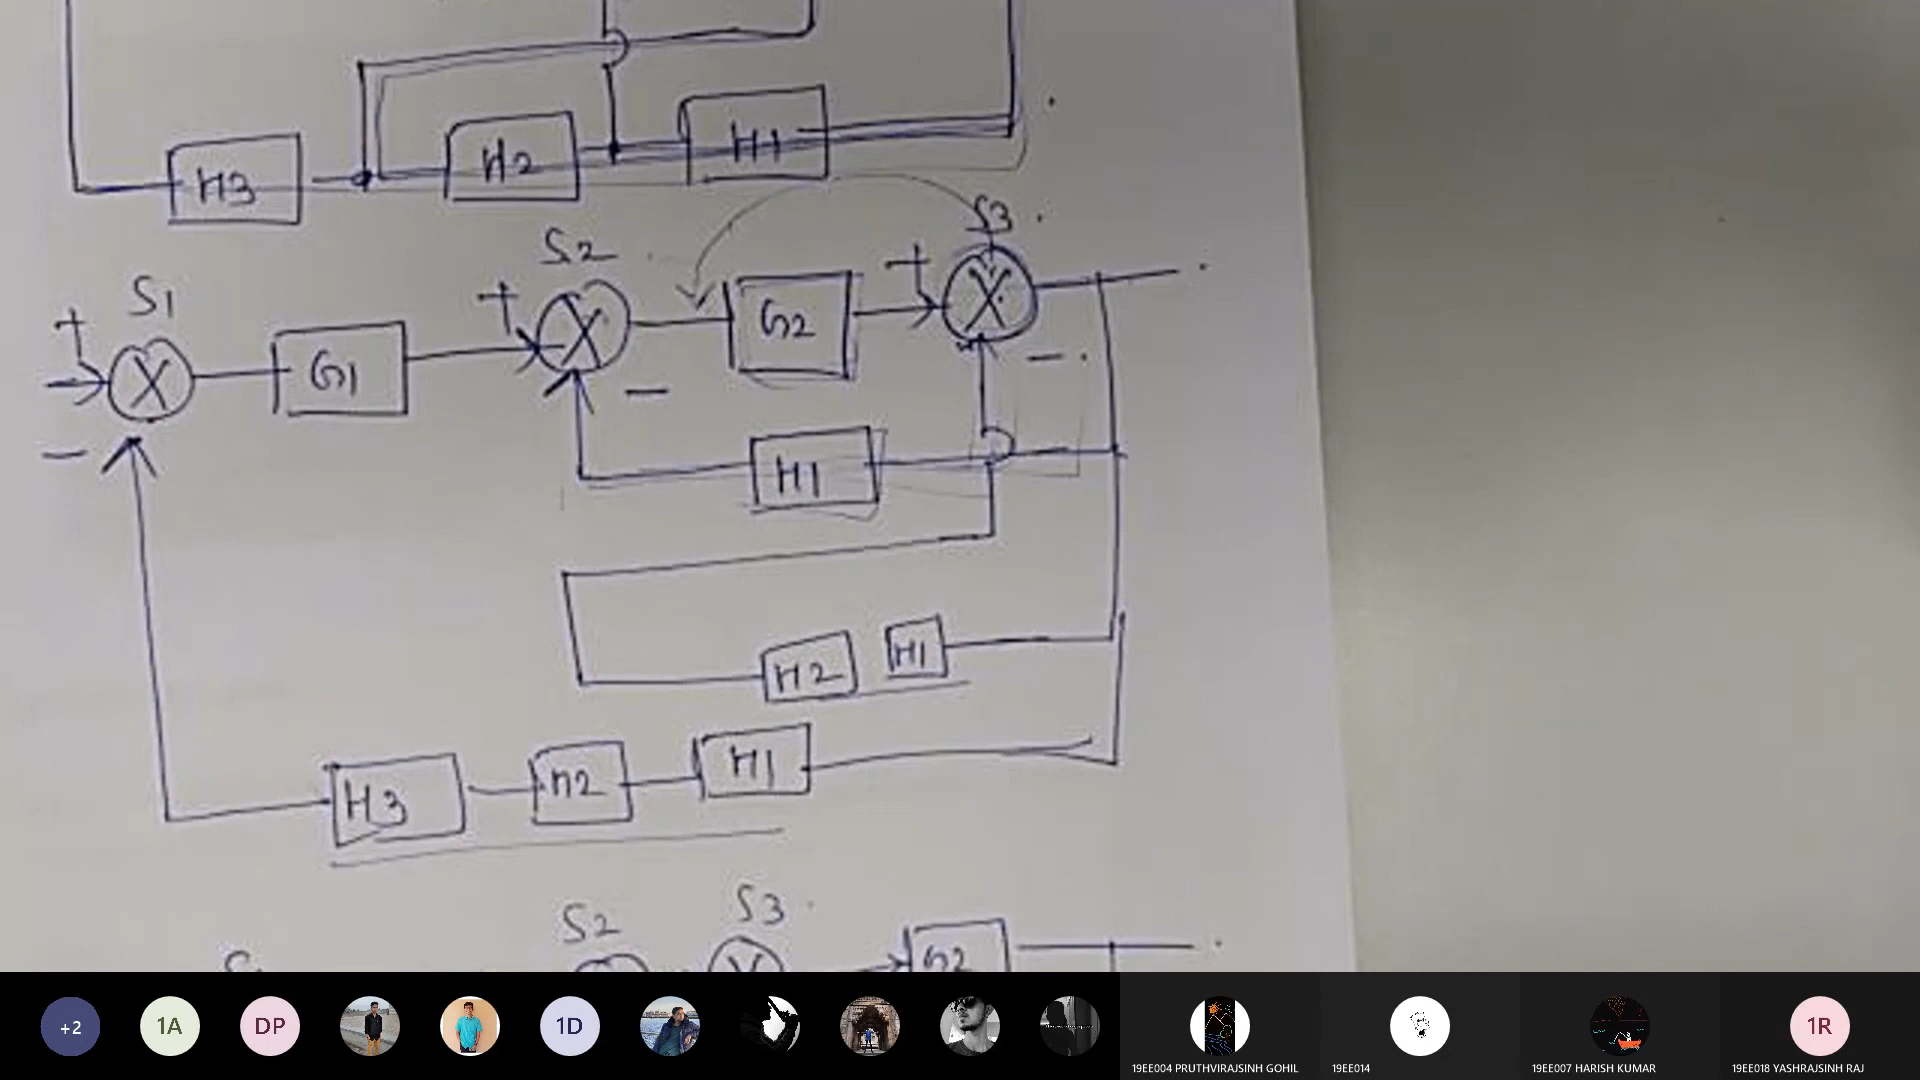 H3 H2 H1
S3
S2
S1
+ + +
G1 X G2 X
X
- - -
H1
H2 H1
H3 H2 H1
S2 S3
G2
+2 1A DP 1D 1R
19EE004 PRUTHVIRAJSINH GOHIL 19EE014 19EE007 HARISH KUMAR 19EE018 YASHRAJSINH RAJ